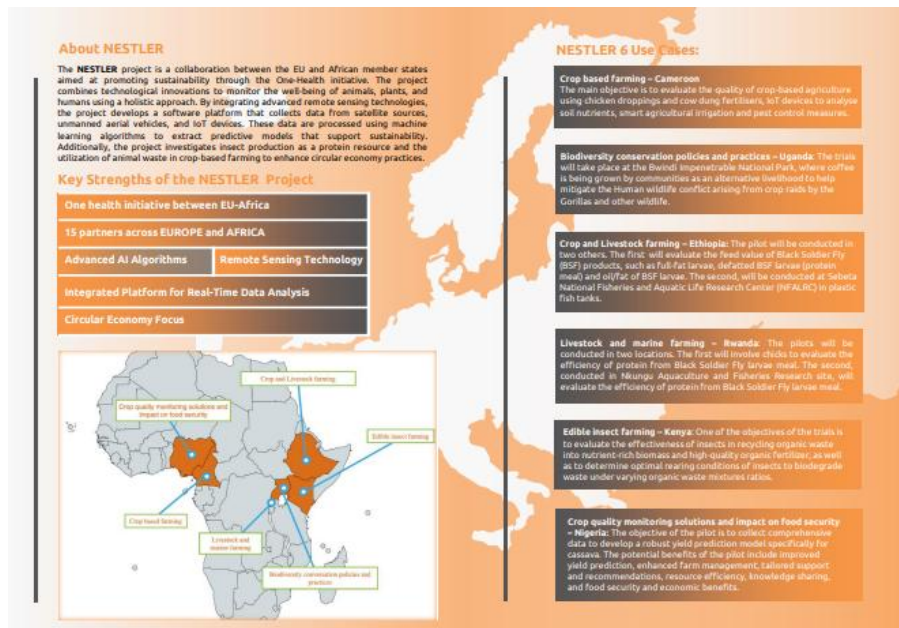 About NESTLER
The NESTLER project is a collaboration between the EU and African member states
aimed at promoting sustainability through the One-Health initiative. The project
combines technological innovations to monitor the well-being of animals, plants, and
humans using a holistic approach. By integrating advanced remote sensing technologies,
the project develops a software platform that collects data from satellite sources,
unmanned aerial vehicles, and IoT devices. These data are processed using machine
learning algorithms to extract predictive models that support sustainability.
Additionally, the project investigates insect production as a protein resource and the
utilization of animal waste in crop-based farming to enhance circular economy practices.
Key Strengths of the NESTLER Project
One health initiative between EU-Africa
15 partners across EUROPE and AFRICA
Advanced AI Algorithms
Remote Sensing Technology
Integrated Platform for Real-Time Data Analysis
Circular Economy Focus
Crop and Livestock farming
Crop quality monitoring solutions and
impact on food security
Edible insect farming
Crop based farming
Livestock and
marine farming
Biodiversity conversation policies and
practices
NESTLER 6 Use Cases:
Crop based farming – Cameroon
The main objective is to evaluate the quality of crop-based agriculture
using chicken droppings and cow dung fertilisers, IoT devices to analyse
soil nutrients, smart agricultural irrigation and pest control measures.
Biodiversity conservation policies and practices – Uganda: The trials
will take place at the Bwindi Impenetrable National Park, where coffee
is being grown by communities as an alternative livelihood to help
mitigate the Human wildlife conflict arising from crop raids by the
Gorillas and other wildlife.
Crop and Livestock farming – Ethiopia: The pilot will be conducted in
two others. The first will evaluate the feed value of Black Soldier Fly
(BSF) products, such as full-fat larvae, defatted BSF larvae (protein
meal) and oil/fat of BSF larvae. The second, will be conducted at Sebeta
National Fisheries and Aquatic Life Research Center (NFALRC) in plastic
fish tanks.
Livestock and marine farming – Rwanda: The pilots will be
conducted in two locations. The first will involve chicks to evaluate the
efficiency of protein from Black Soldier Fly larvae meal. The second,
conducted in Nkungu Aquaculture and Fisheries Research site, will
evaluate the efficiency of protein from Black Soldier Fly larvae meal.
Edible insect farming – Kenya: One of the objectives of the trials is
to evaluate the effectiveness of insects in recycling organic waste
into nutrient-rich biomass and high-quality organic fertilizer, as well
as to determine optimal rearing conditions of insects to biodegrade
waste under varying organic waste mixtures ratios.
Crop quality monitoring solutions and impact on food security
– Nigeria: The objective of the pilot is to collect comprehensive
data to develop a robust yield prediction model specifically for
cassava. The potential benefits of the pilot include improved
yield prediction, enhanced farm management, tailored support
and recommendations, resource efficiency, knowledge sharing,
and food security and economic benefits.